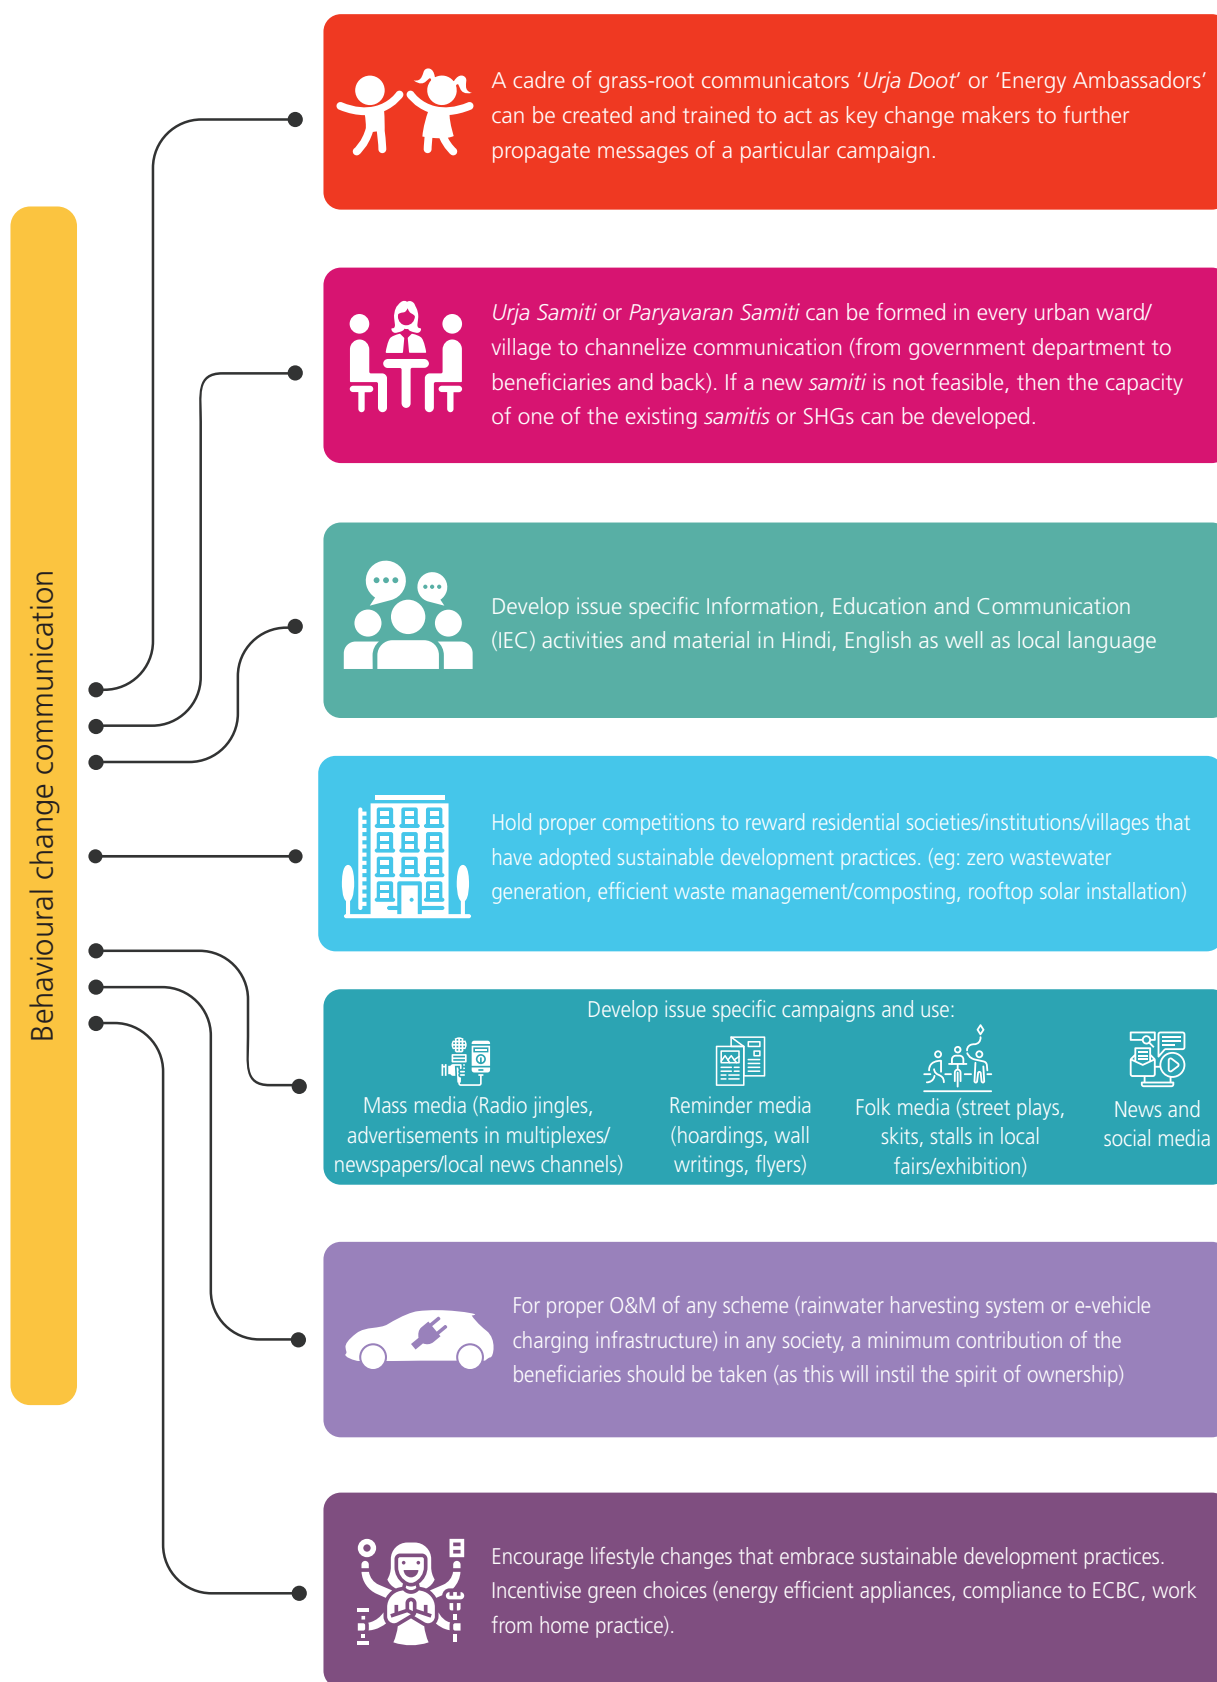 Behavioural change communication
A cadre of grass-root communicators ‘Urja Doot’ or ‘Energy Ambassadors’
can be created and trained to act as key change makers to further
propagate messages of a particular campaign.
Urja Samiti or Paryavaran Samiti can be formed in every urban ward/
village to channelize communication (from government department to
beneficiaries and back). If a new samiti is not feasible, then the capacity
of one of the existing samitis or SHGs can be developed.
Develop issue specific Information, Education and Communication
(IEC) activities and material in Hindi, English as well as local language
Hold proper competitions to reward residential societies/institutions/villages that
have adopted sustainable development practices. (eg: zero wastewater
generation, efficient waste management/composting, rooftop solar installation)
Develop issue specific campaigns and use:
Mass media (Radio jingles,
advertisements in multiplexes/
newspapers/local news channels)
Reminder media
(hoardings, wall
writings, flyers)
Folk media (street plays,
skits, stalls in local
fairs/exhibition)
News and
social media
For proper O&M of any scheme (rainwater harvesting system or e-vehicle
charging infrastructure) in any society, a minimum contribution of the
beneficiaries should be taken (as this will instil the spirit of ownership)
Encourage lifestyle changes that embrace sustainable development practices.
Incentivise green choices (energy efficient appliances, compliance to ECBC, work
from home practice).